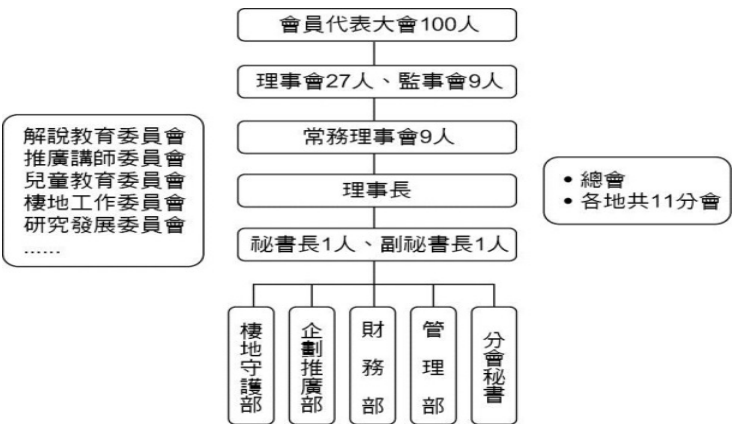 會員代表大會100人
理事會27人、監事會9人
常務理事會9人
理事長
祕書長1人、副祕書長1人
解說教育委員會
推廣講師委員會
兒童教育委員會
棲地工作委員會
研究發展委員會
......
• 總會
• 各地共11分會
棲地守護部
企劃推廣部
財務部
管理部
分會秘書